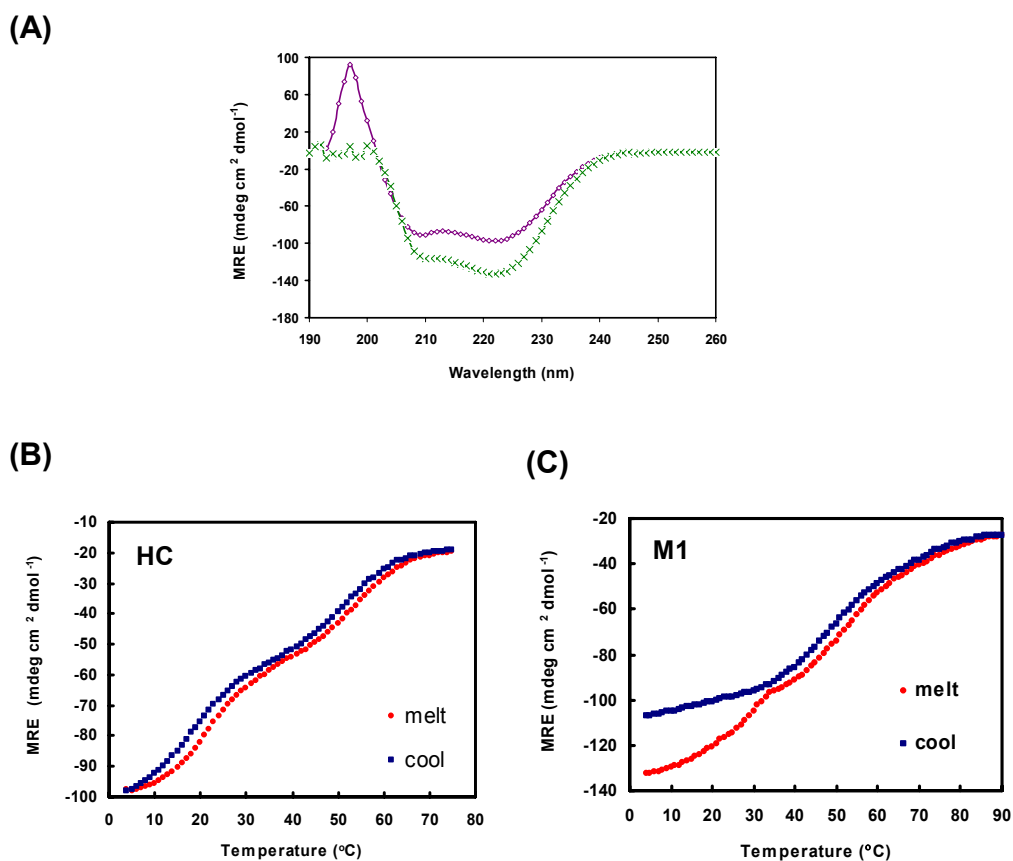 (A)
MRE (mdeg cm 2 dmol-1)
100
60
20
-20
-60
-100
-140
-180
190 200 210 220 230 240 250 260
Wavelength (nm)
(B)
MRE (mdeg cm 2 dmol-1)
-10
-20
-30
-40
-50
-60
-70
-80
-90
-100
HC
melt
cool
0 10 20 30 40 50 60 70 80
Temperature (ºC)
(C)
MRE (mdeg cm 2 dmol-1)
-20
-40
-60
-80
-100
-120
-140
M1
melt
cool
0 10 20 30 40 50 60 70 80 90
Temperature (°C)